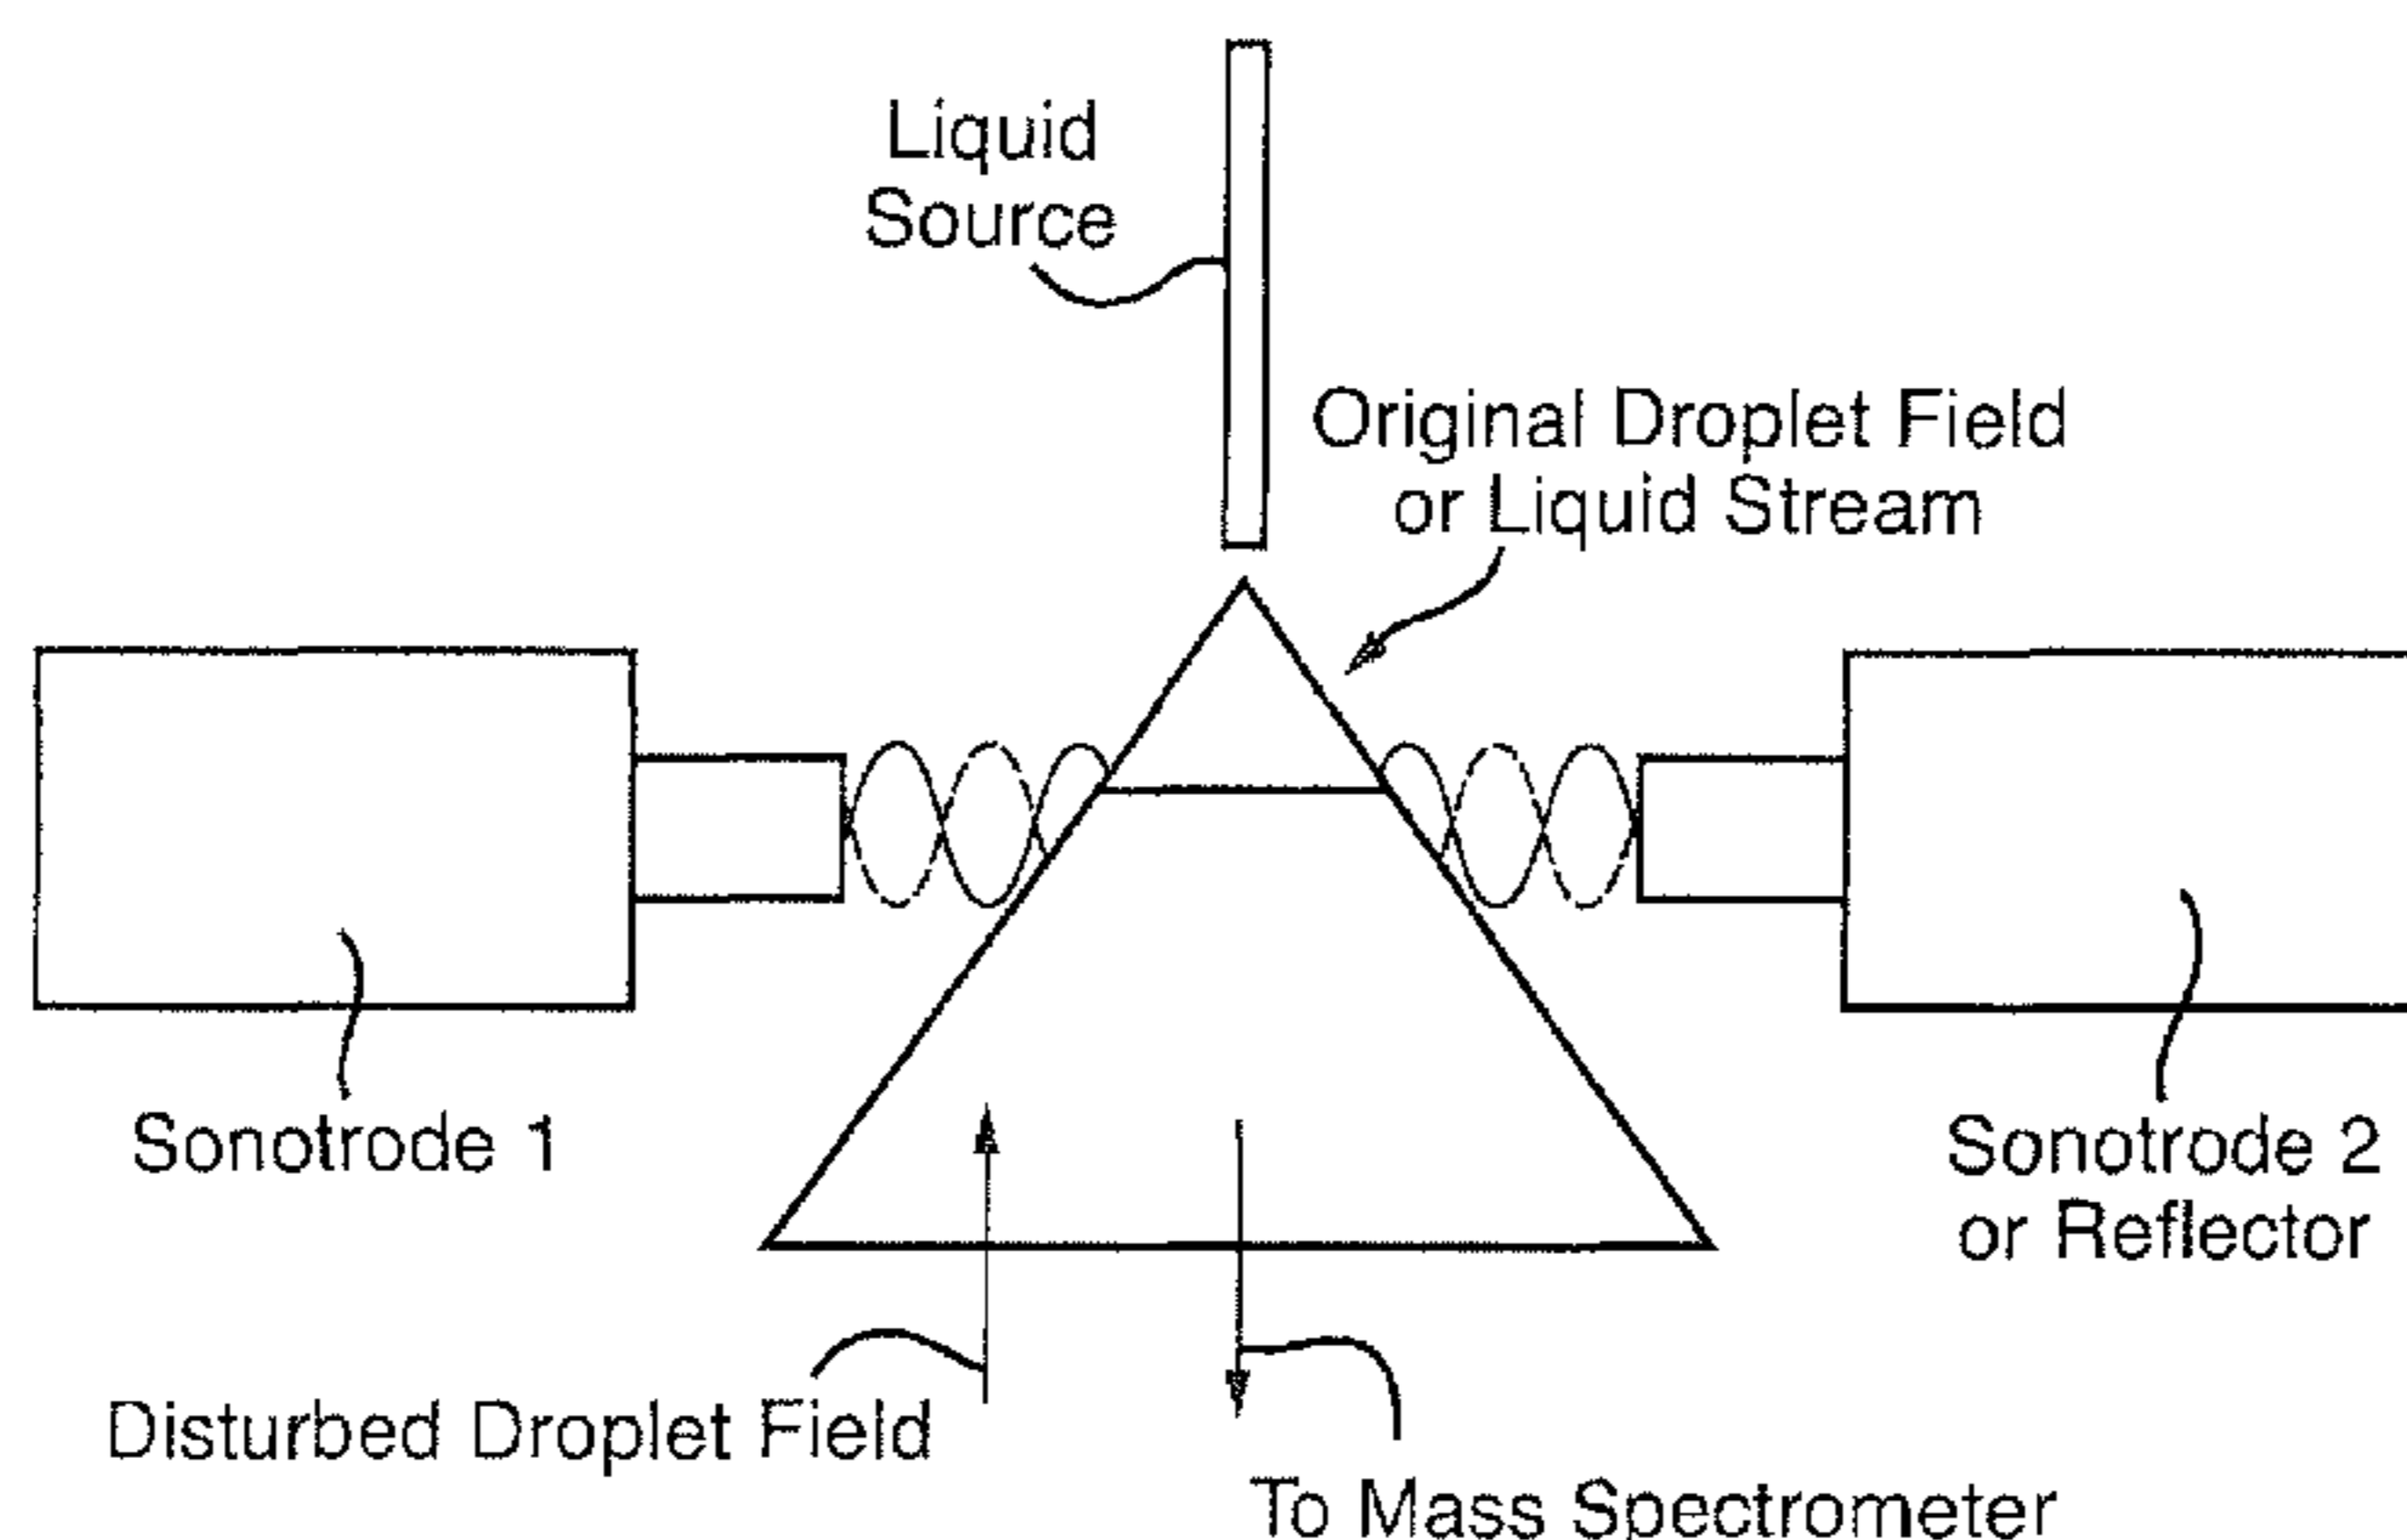 Liquid
Source
Original Droplet Field
or Liquid Stream
Sonotrode 1
Sonotrode 2
or Reflector
Disturbed Droplet Field
To Mass Spectrometer